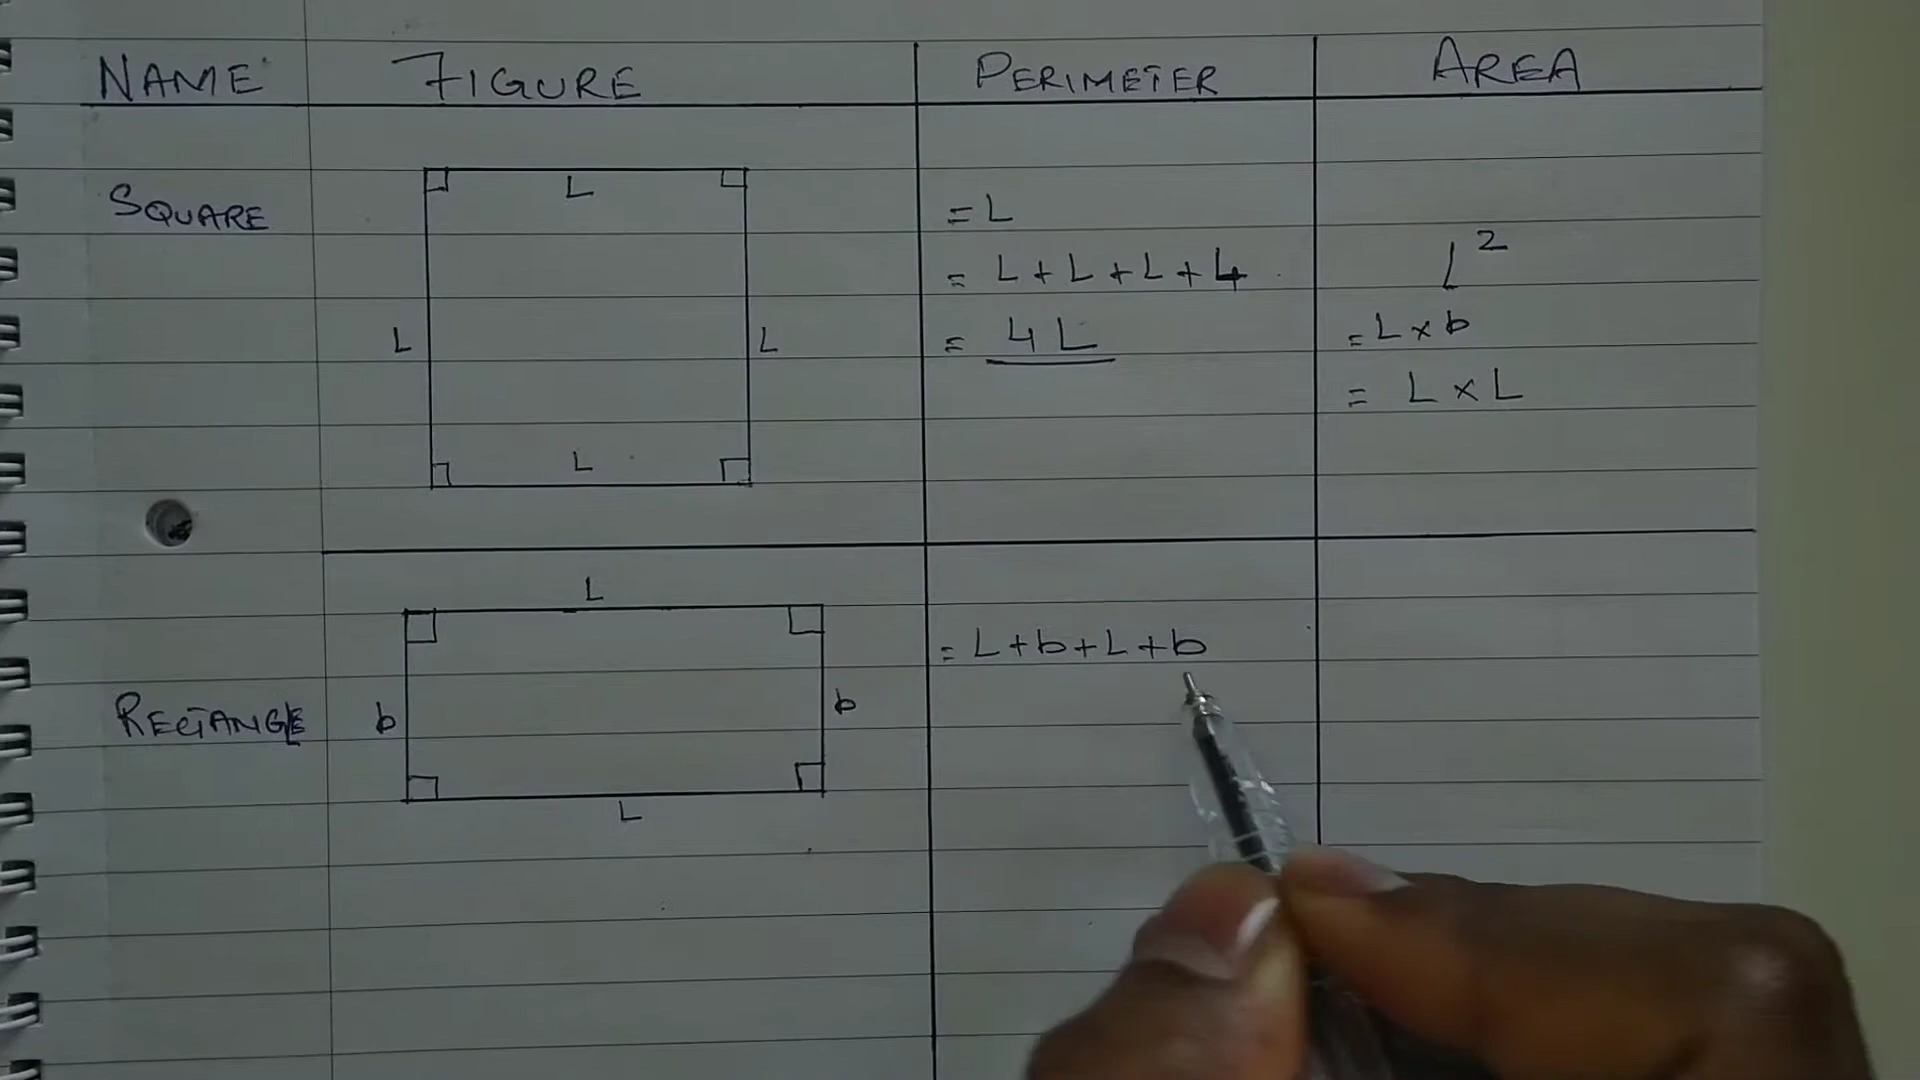 NAME FIGURE PERIMETER AREA
SQUARE
L
L
L
L
= L
= L + L + L + 4
= 4L
L²
= L × b
= L × L
RECTANGLE
L
b
b
L
= L + b + L + b